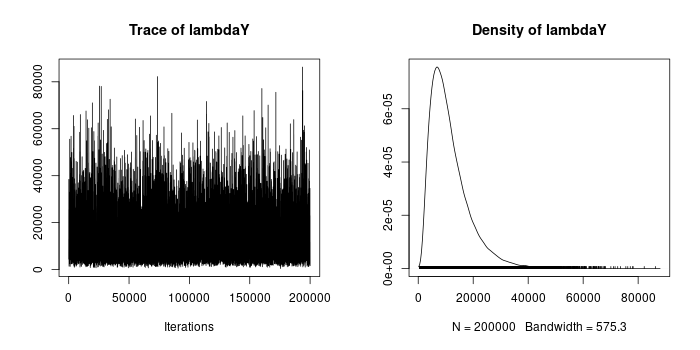 Trace of lambdaY
80000
60000
40000
20000
0
0 50000 100000 150000 200000
Iterations
Density of lambdaY
6e-05
4e-05
2e-05
0e+00
0 20000 40000 60000 80000
N = 200000 Bandwidth = 575.3